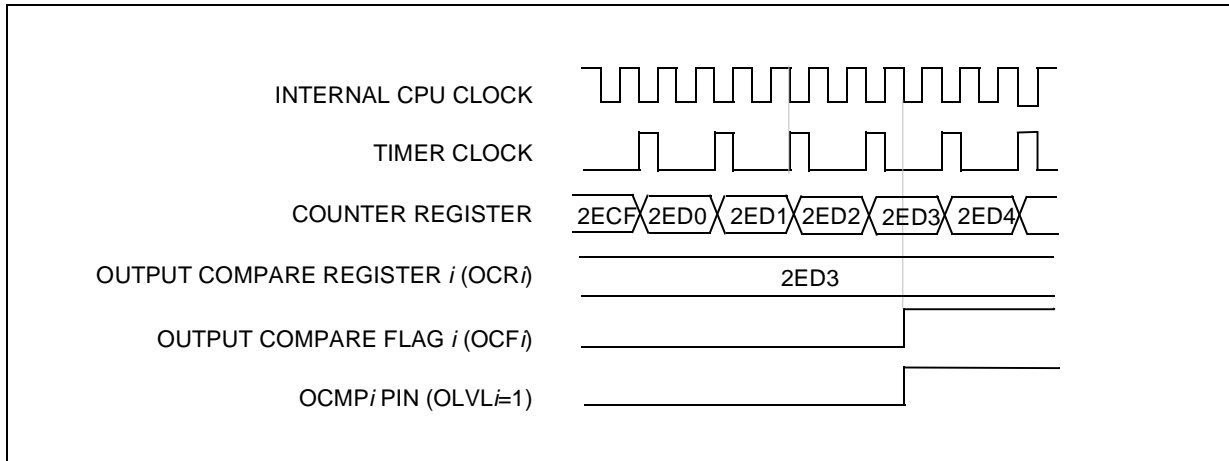 INTERNAL CPU CLOCK
TIMER CLOCK
COUNTER REGISTER 2ECF 2ED0 2ED1 2ED2 2ED3 2ED4
OUTPUT COMPARE REGISTER i (OCRi) 2ED3
OUTPUT COMPARE FLAG i (OCFi)
OCMPi PIN (OLVLi=1)